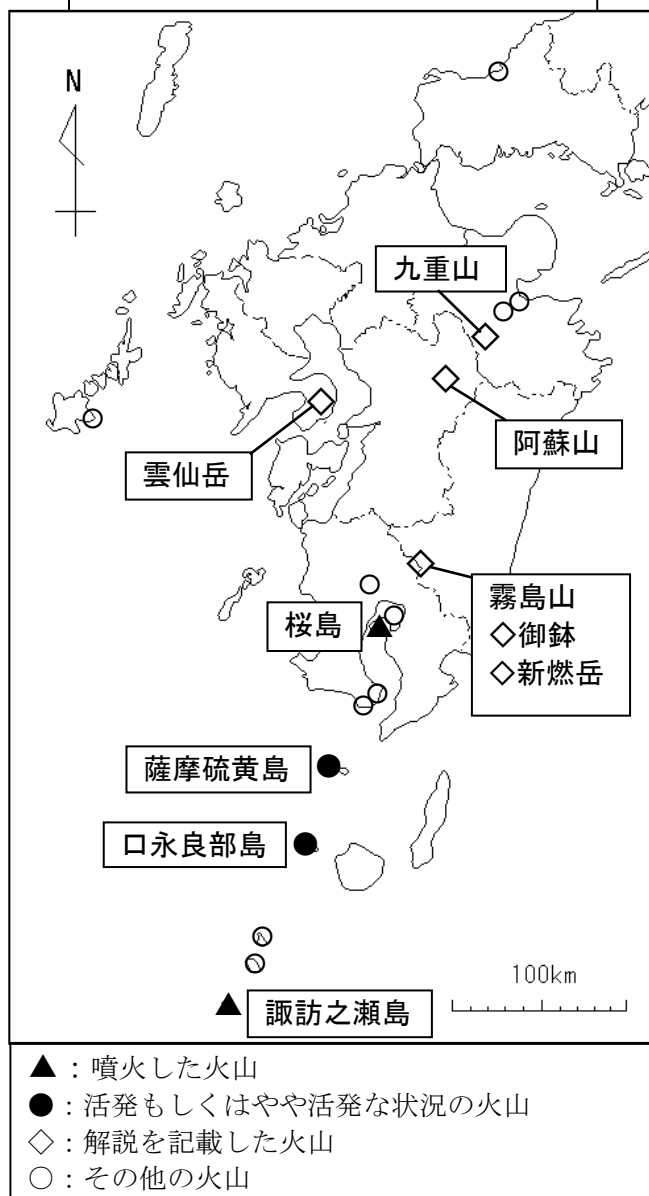 N
九重山
阿蘇山
雲仙岳
霧島山
◇御鉢
◇新燃岳
桜島
薩摩硫黄島
口永良部島
100km
諏訪之瀬島
▲：噴火した火山
●：活発もしくはやや活発な状況の火山
◇：解説を記載した火山
○：その他の火山